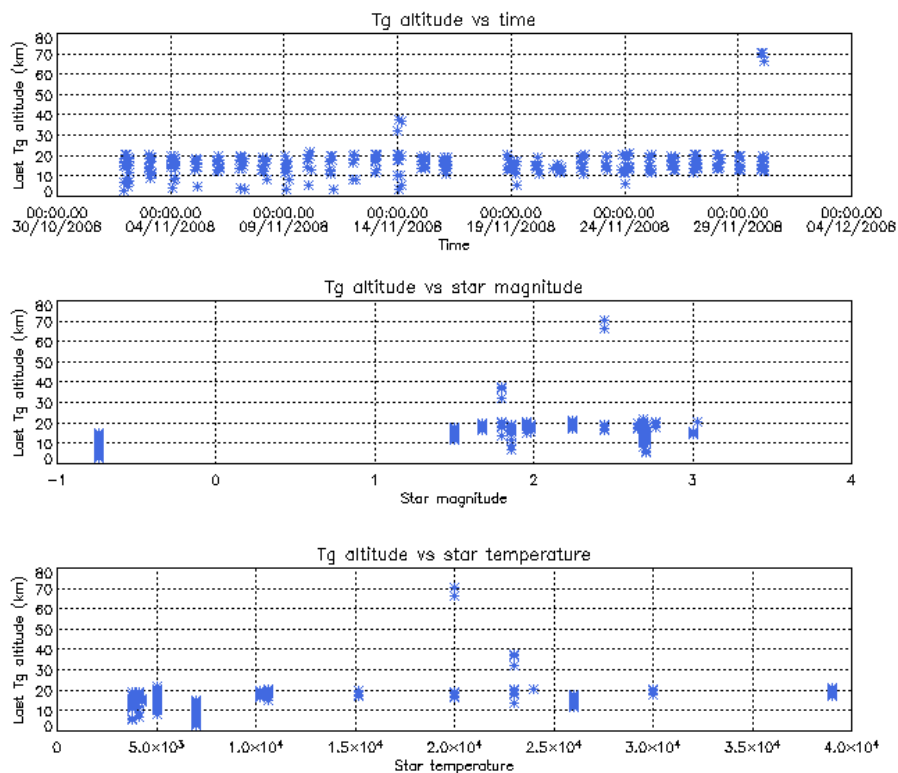 Tg altitude vs time
Last Tg altitude (km)
80
70
60
50
40
30
20
10
0
00:00.00 00:00.00 00:00.00 00:00.00 00:00.00 00:00.00 00:00.00 00:00.00
30/10/2008 04/11/2008 09/11/2008 14/11/2008 19/11/2008 24/11/2008 29/11/2008 04/12/2008
Time
Tg altitude vs star magnitude
Last Tg altitude (km)
80
70
60
50
40
30
20
10
0
-1 0 1 2 3 4
Star magnitude
Tg altitude vs star temperature
Last Tg altitude (km)
80
70
60
50
40
30
20
10
0
0 5.0×10³ 1.0×10⁴ 1.5×10⁴ 2.0×10⁴ 2.5×10⁴ 3.0×10⁴ 3.5×10⁴ 4.0×10⁴
Star temperature